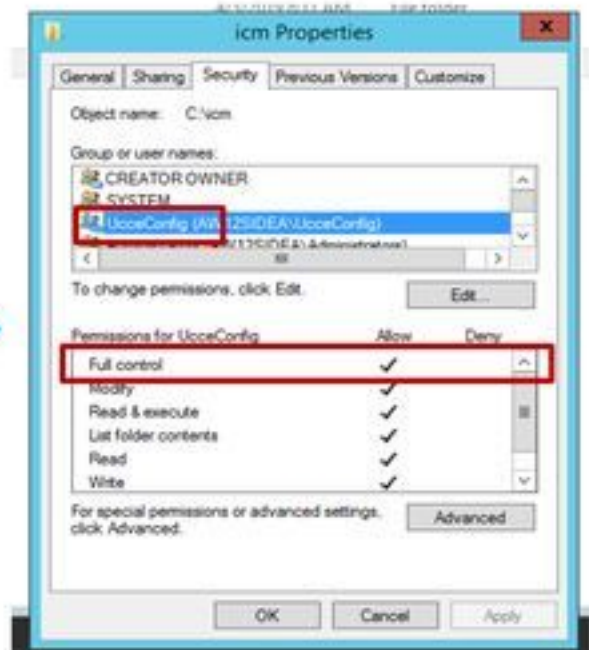 icm Properties
General Sharing Security Previous Versions Customize
Object name: C:\icm
Group or user names:
CREATOR OWNER
SYSTEM
UcceConfig (AW12SIDEA\UcceConfig)
To change permissions, click Edit.
Edit...
Permissions for UcceConfig Allow Deny
Full control
Modify
Read & execute
List folder contents
Read
Write
For special permissions or advanced settings, click Advanced.
Advanced
OK Cancel Apply